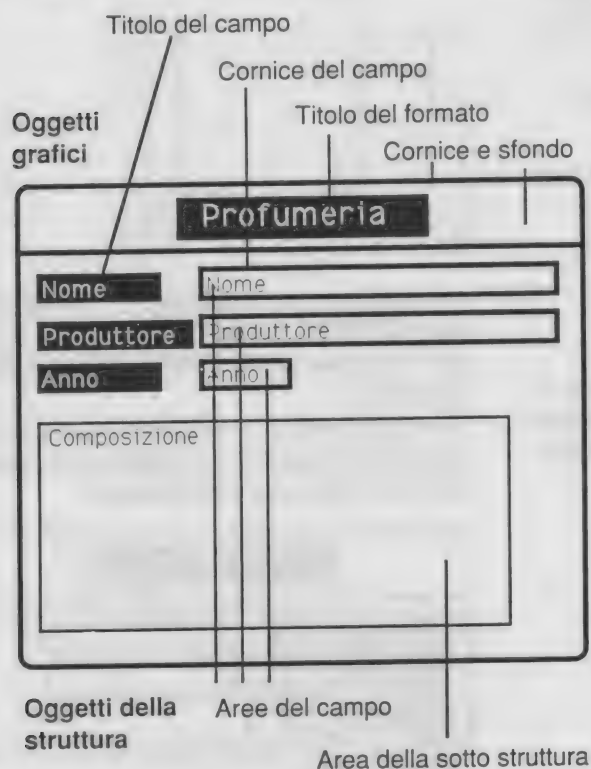 Titolo del campo
Cornice del campo
Titolo del formato
Oggetti
grafici
Cornice e sfondo
Profumeria
Nome
Nome
Produttore
Produttore
Anno
Anno
Composizione
Oggetti della
struttura
Aree del campo
Area della sotto struttura